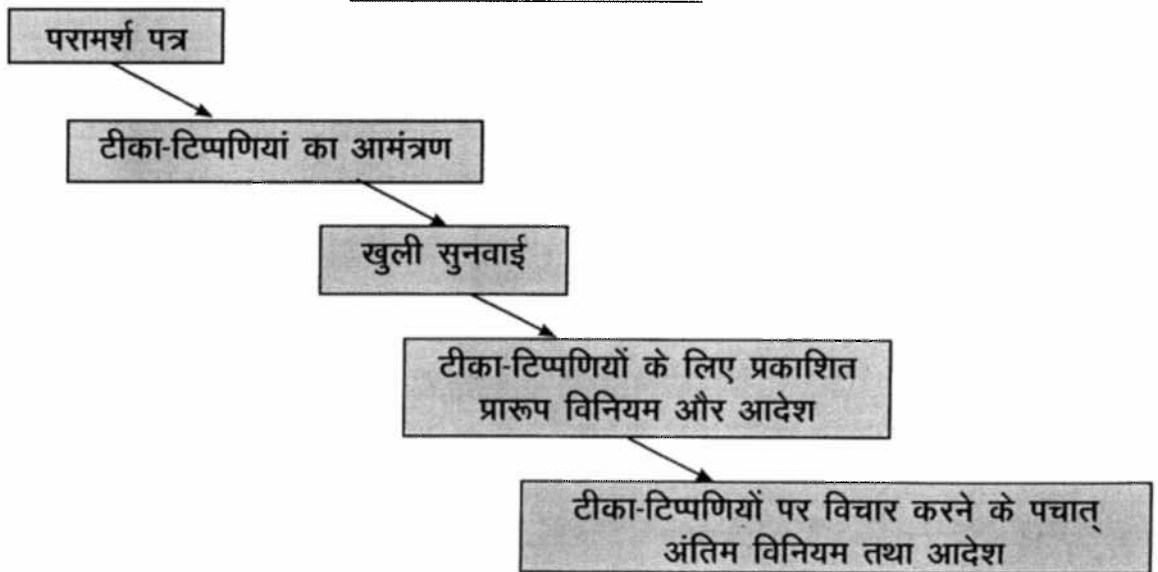 परामर्श पत्र
टीका-टिप्पणियां का आमंत्रण
खुली सुनवाई
टीका-टिप्पणियों के लिए प्रकाशित
प्रारूप विनियम और आदेश
टीका-टिप्पणियों पर विचार करने के पचात्
अंतिम विनियम तथा आदेश